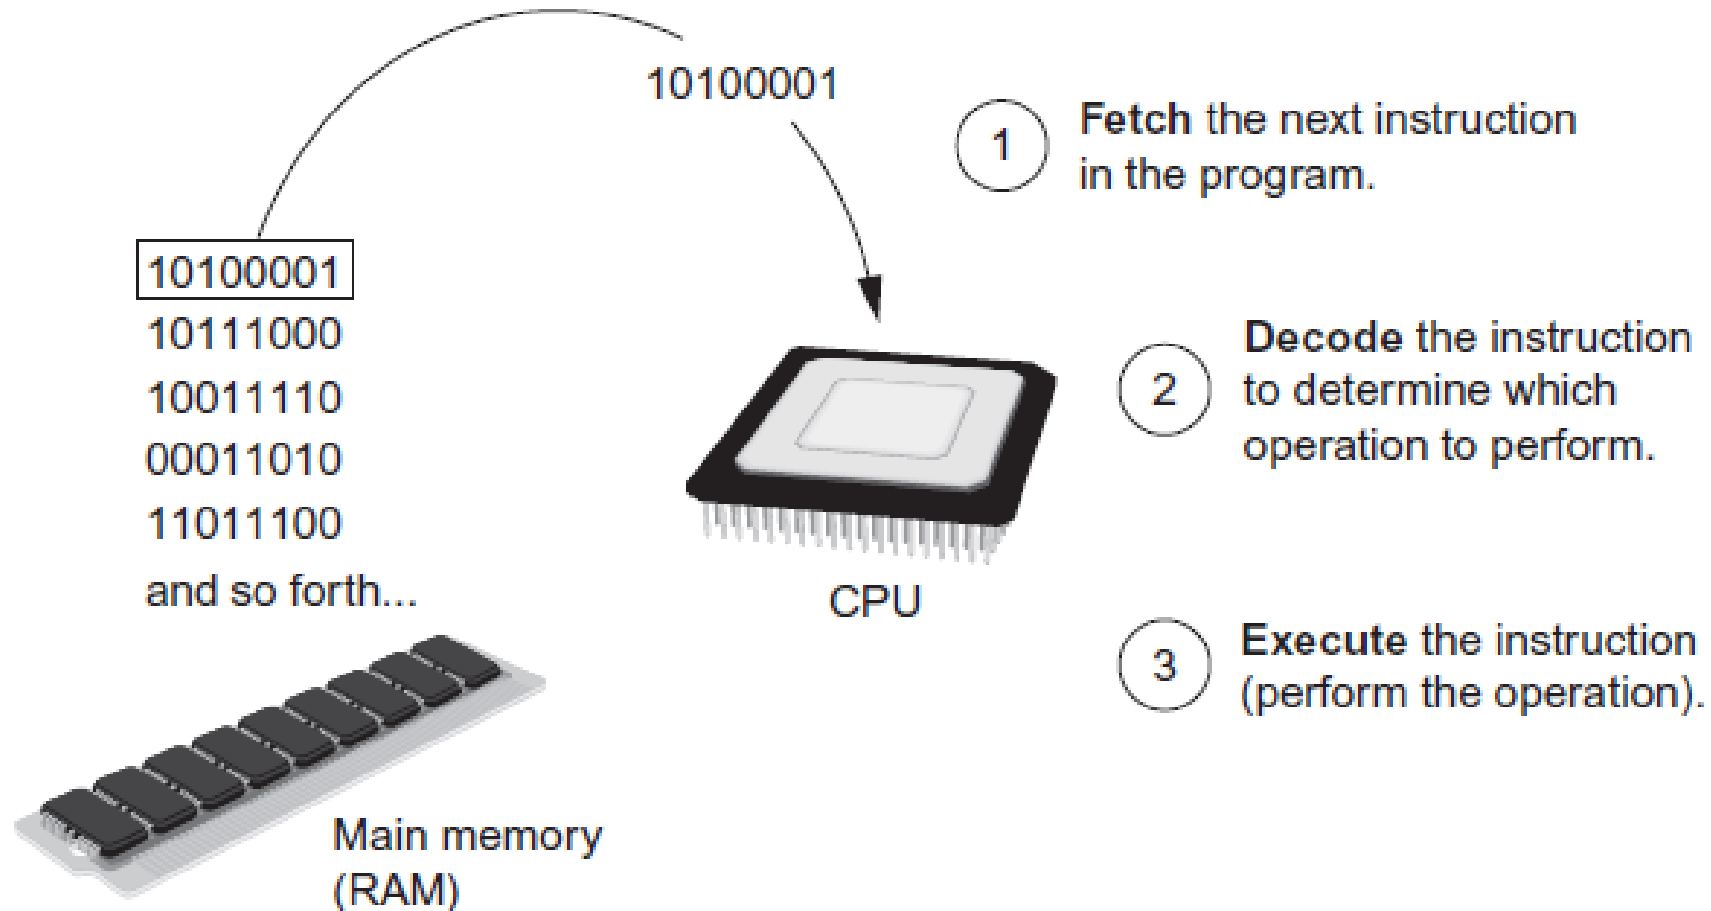 10100001
1
Fetch the next instruction
in the program.
10100001
10111000
10011110
00011010
11011100
and so forth...
CPU
2
Decode the instruction
to determine which
operation to perform.
3
Execute the instruction
(perform the operation).
Main memory
(RAM)